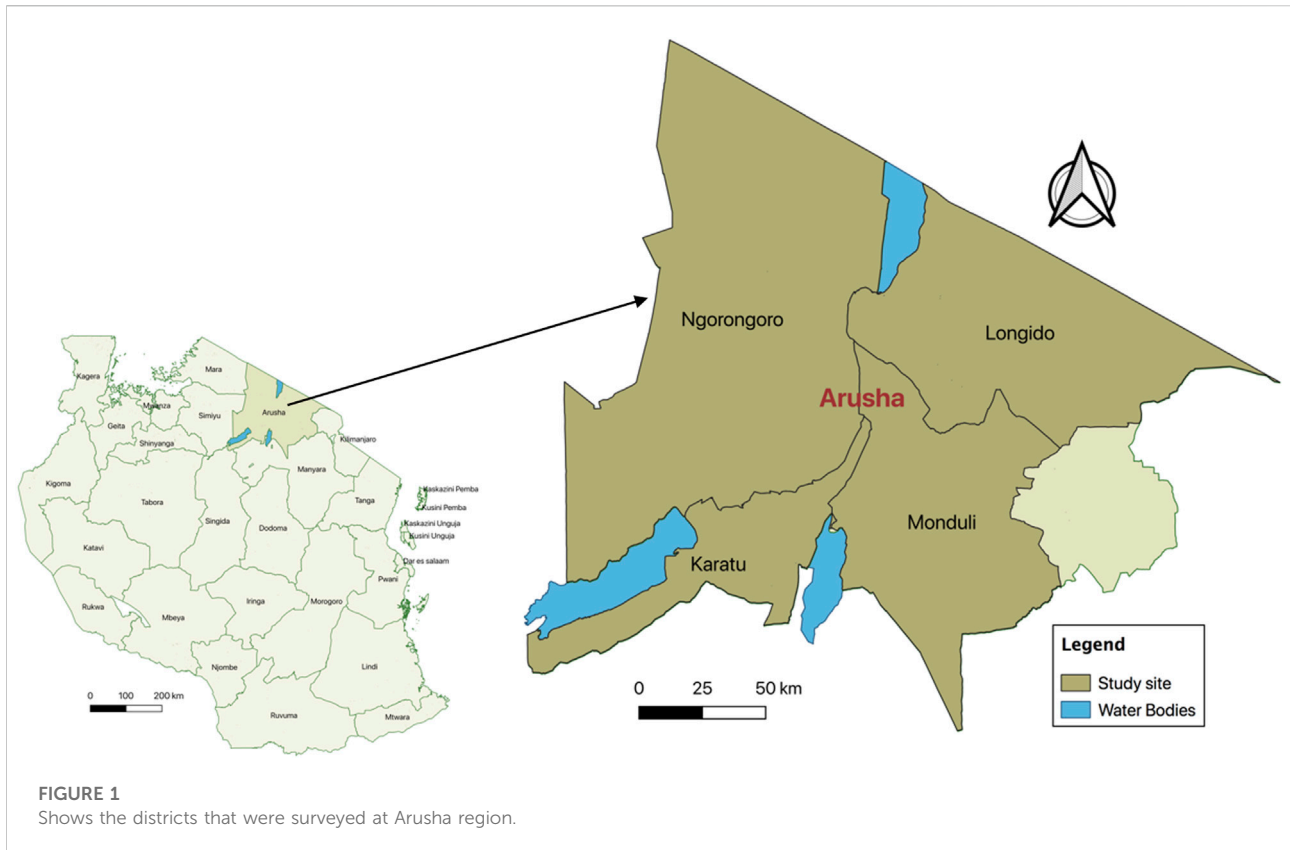 Ngorongoro
Longido
Arusha
Monduli
Karatu
Kagera
Mara
Mwanza
Simiyu
Arusha
Geita
Shinyanga
Kilimanjaro
Kigoma
Tabora
Singida
Manyara
Dodoma
Tanga
Kaskazini Pemba
Kusini Pemba
Kaskazini Unguja
Kusini Unguja
Dar es salaam
Katavi
Pwani
Rukwa
Mbeya
Iringa
Morogoro
Njombe
Lindi
Ruvuma
Mtwara
0 100 200 km
0 25 50 km
Legend
Study site
Water Bodies
FIGURE 1
Shows the districts that were surveyed at Arusha region.